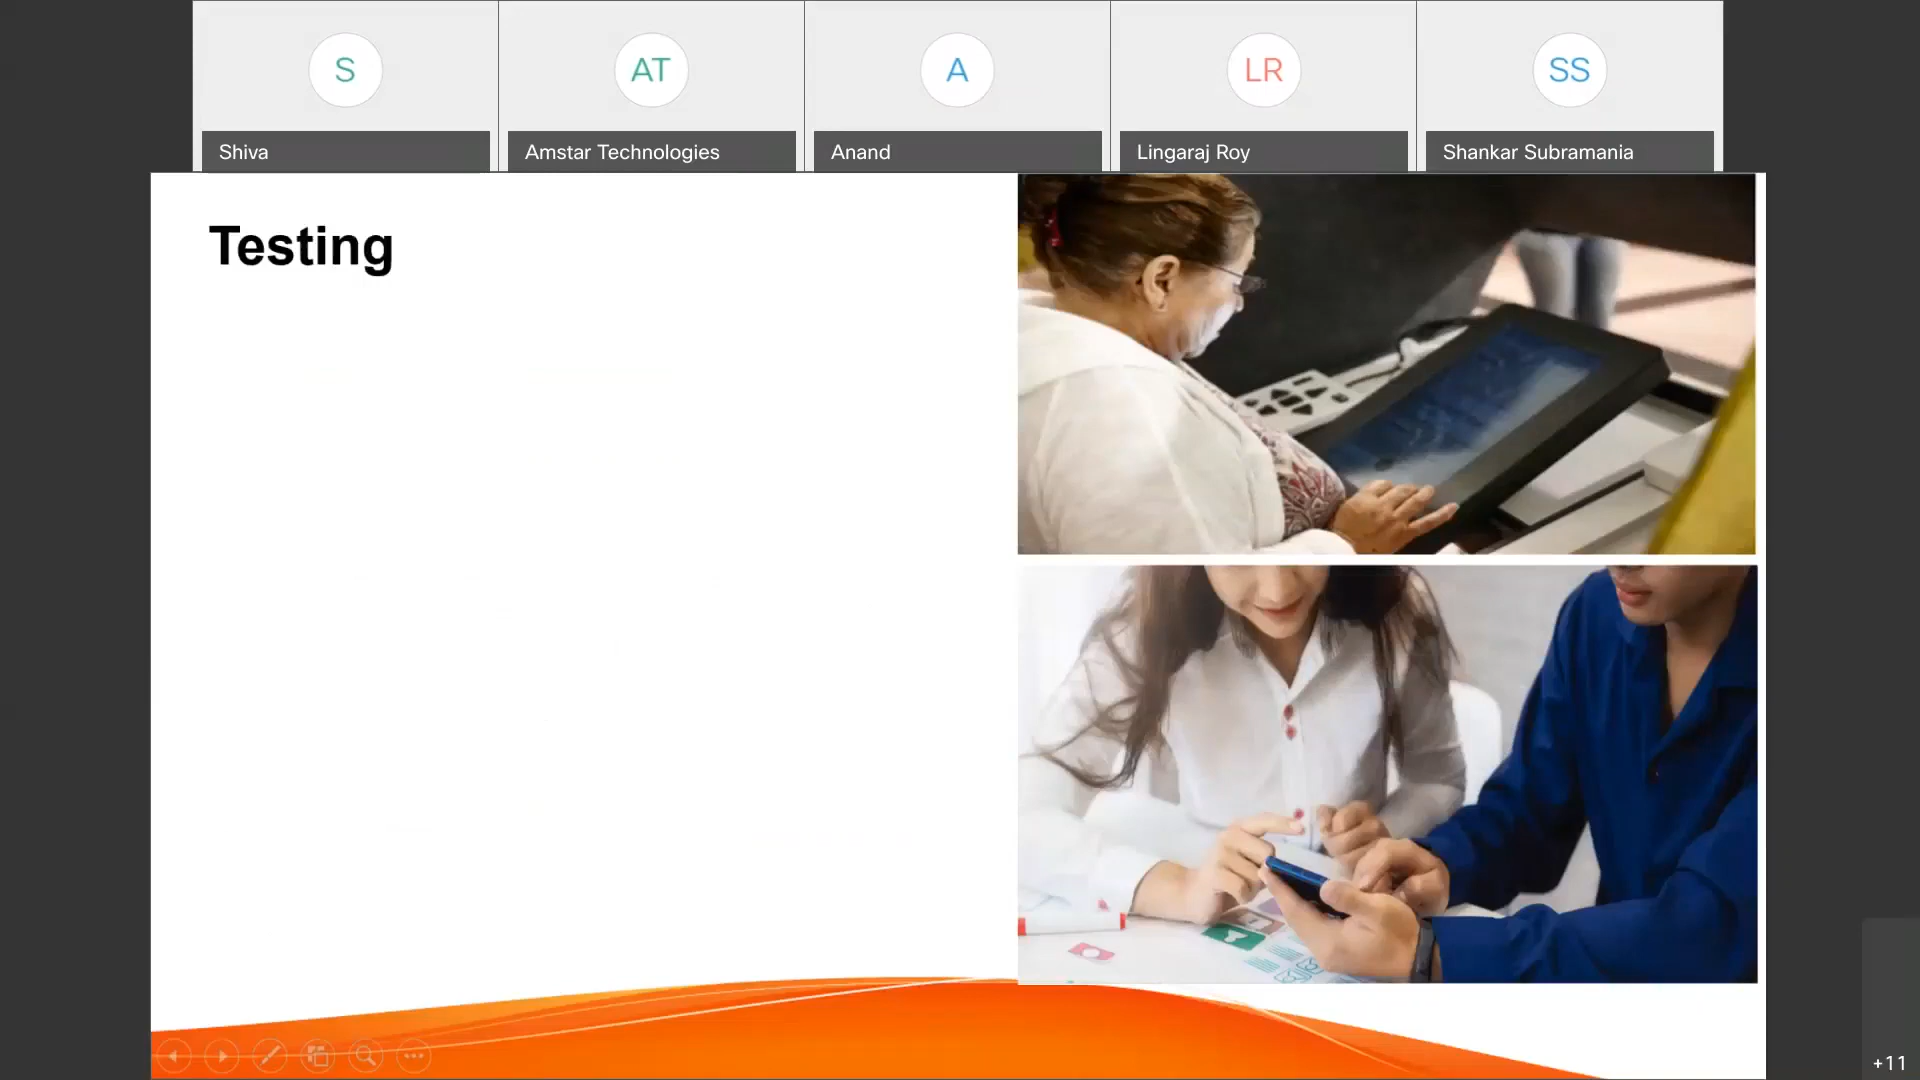 S
AT
A
LR
SS
Shiva
Amstar Technologies
Anand
Lingaraj Roy
Shankar Subramania
Testing
+11